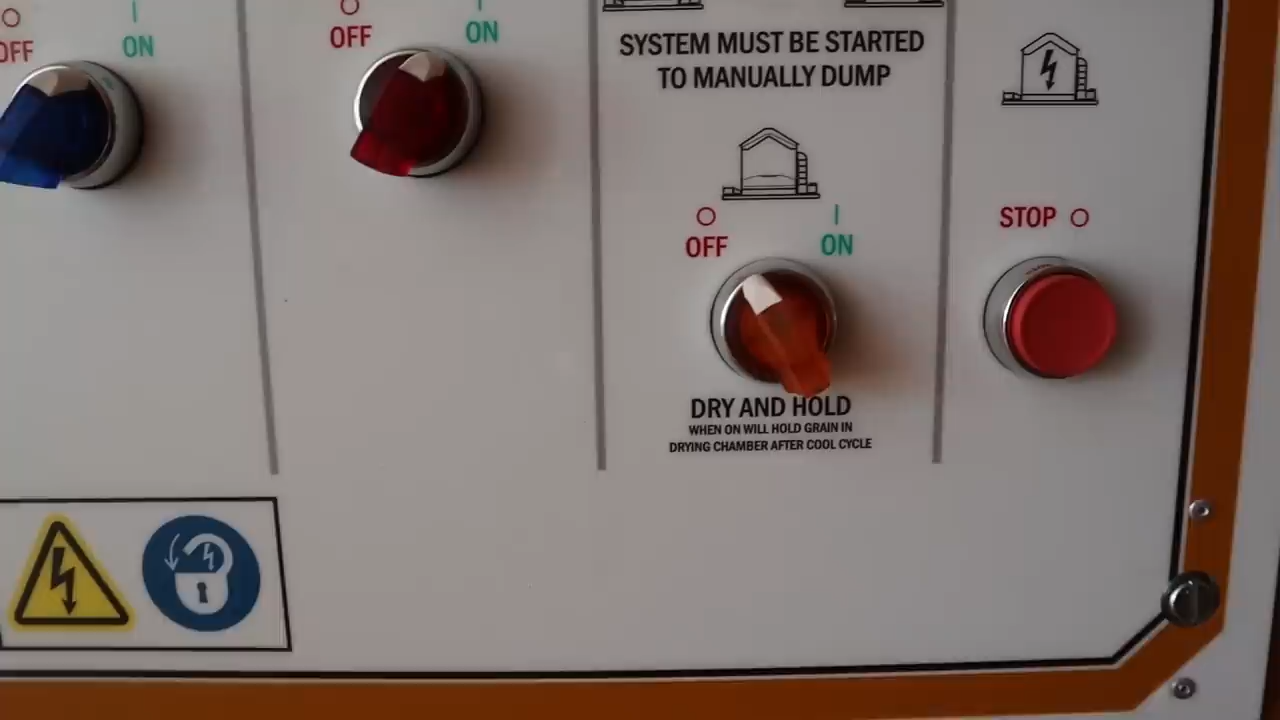 OFF
ON
OFF
ON
SYSTEM MUST BE STARTED
TO MANUALLY DUMP
OFF
ON
DRY AND HOLD
WHEN ON WILL HOLD GRAIN IN
DRYING CHAMBER AFTER COOL CYCLE
STOP